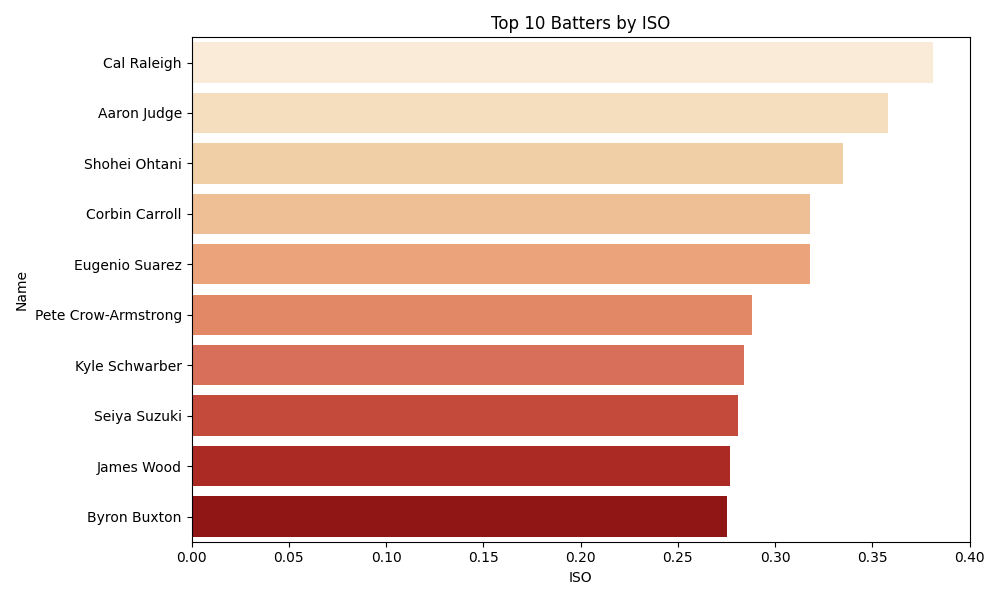 Top 10 Batters by ISO
Cal Raleigh
Aaron Judge
Shohei Ohtani
Corbin Carroll
Eugenio Suarez
Pete Crow-Armstrong
Kyle Schwarber
Seiya Suzuki
James Wood
Byron Buxton
Name
0.00 0.05 0.10 0.15 0.20 0.25 0.30 0.35 0.40
ISO